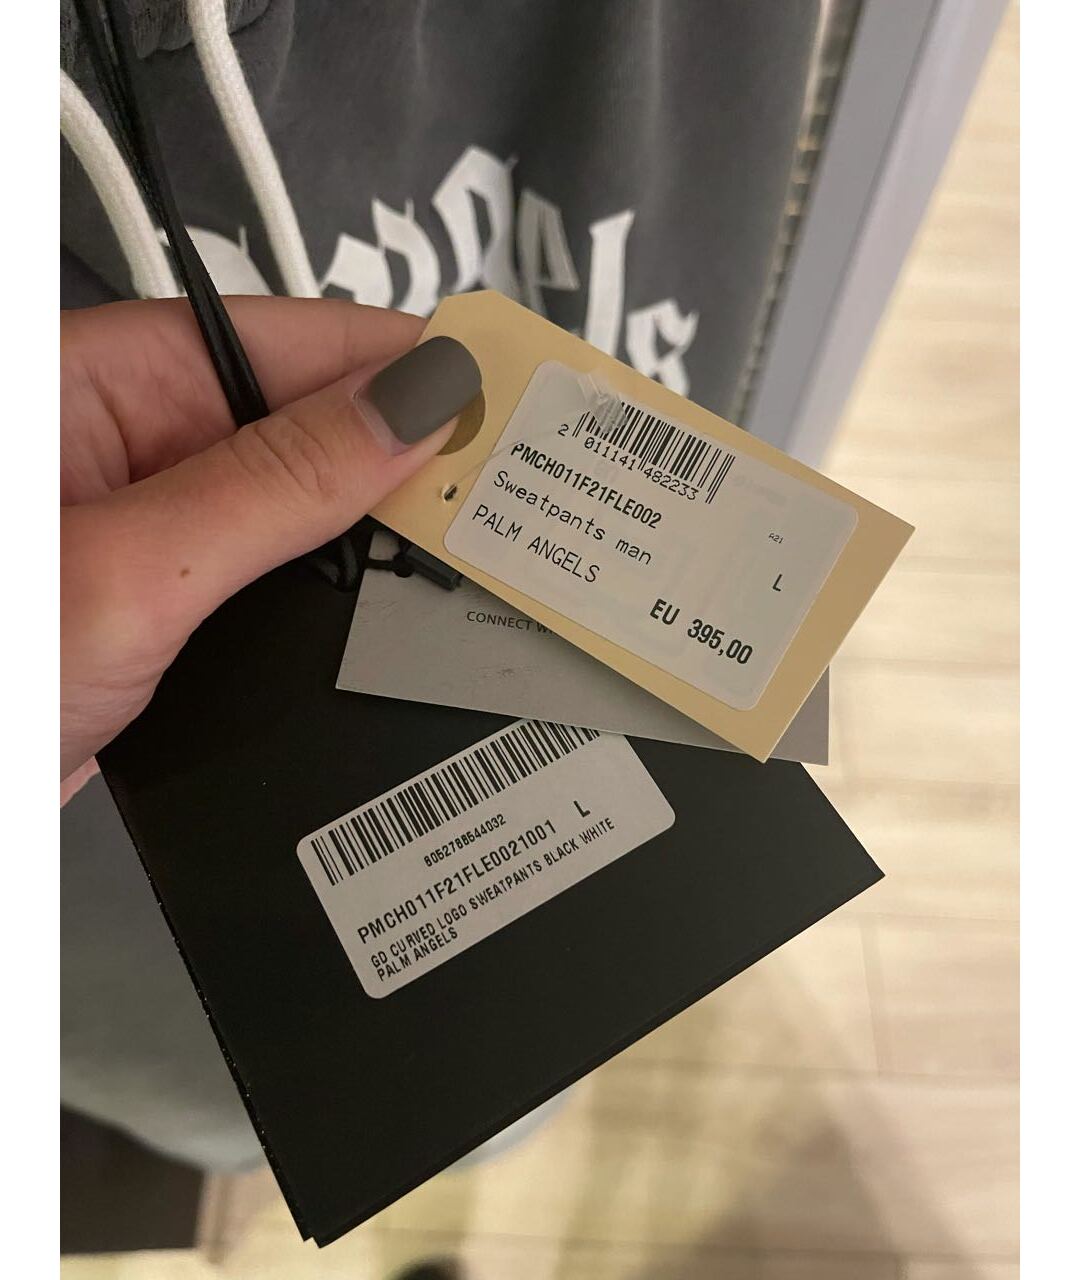 Angels
2 011141 482233
PMCH011F21FLE002
A21
Sweatpants man
L
PALM ANGELS
EU 395,00
CONNECT
8052788544032
PMCH011F21FLE0021001 L
GD CURVED LOGO SWEATPANTS BLACK WHITE
PALM ANGELS